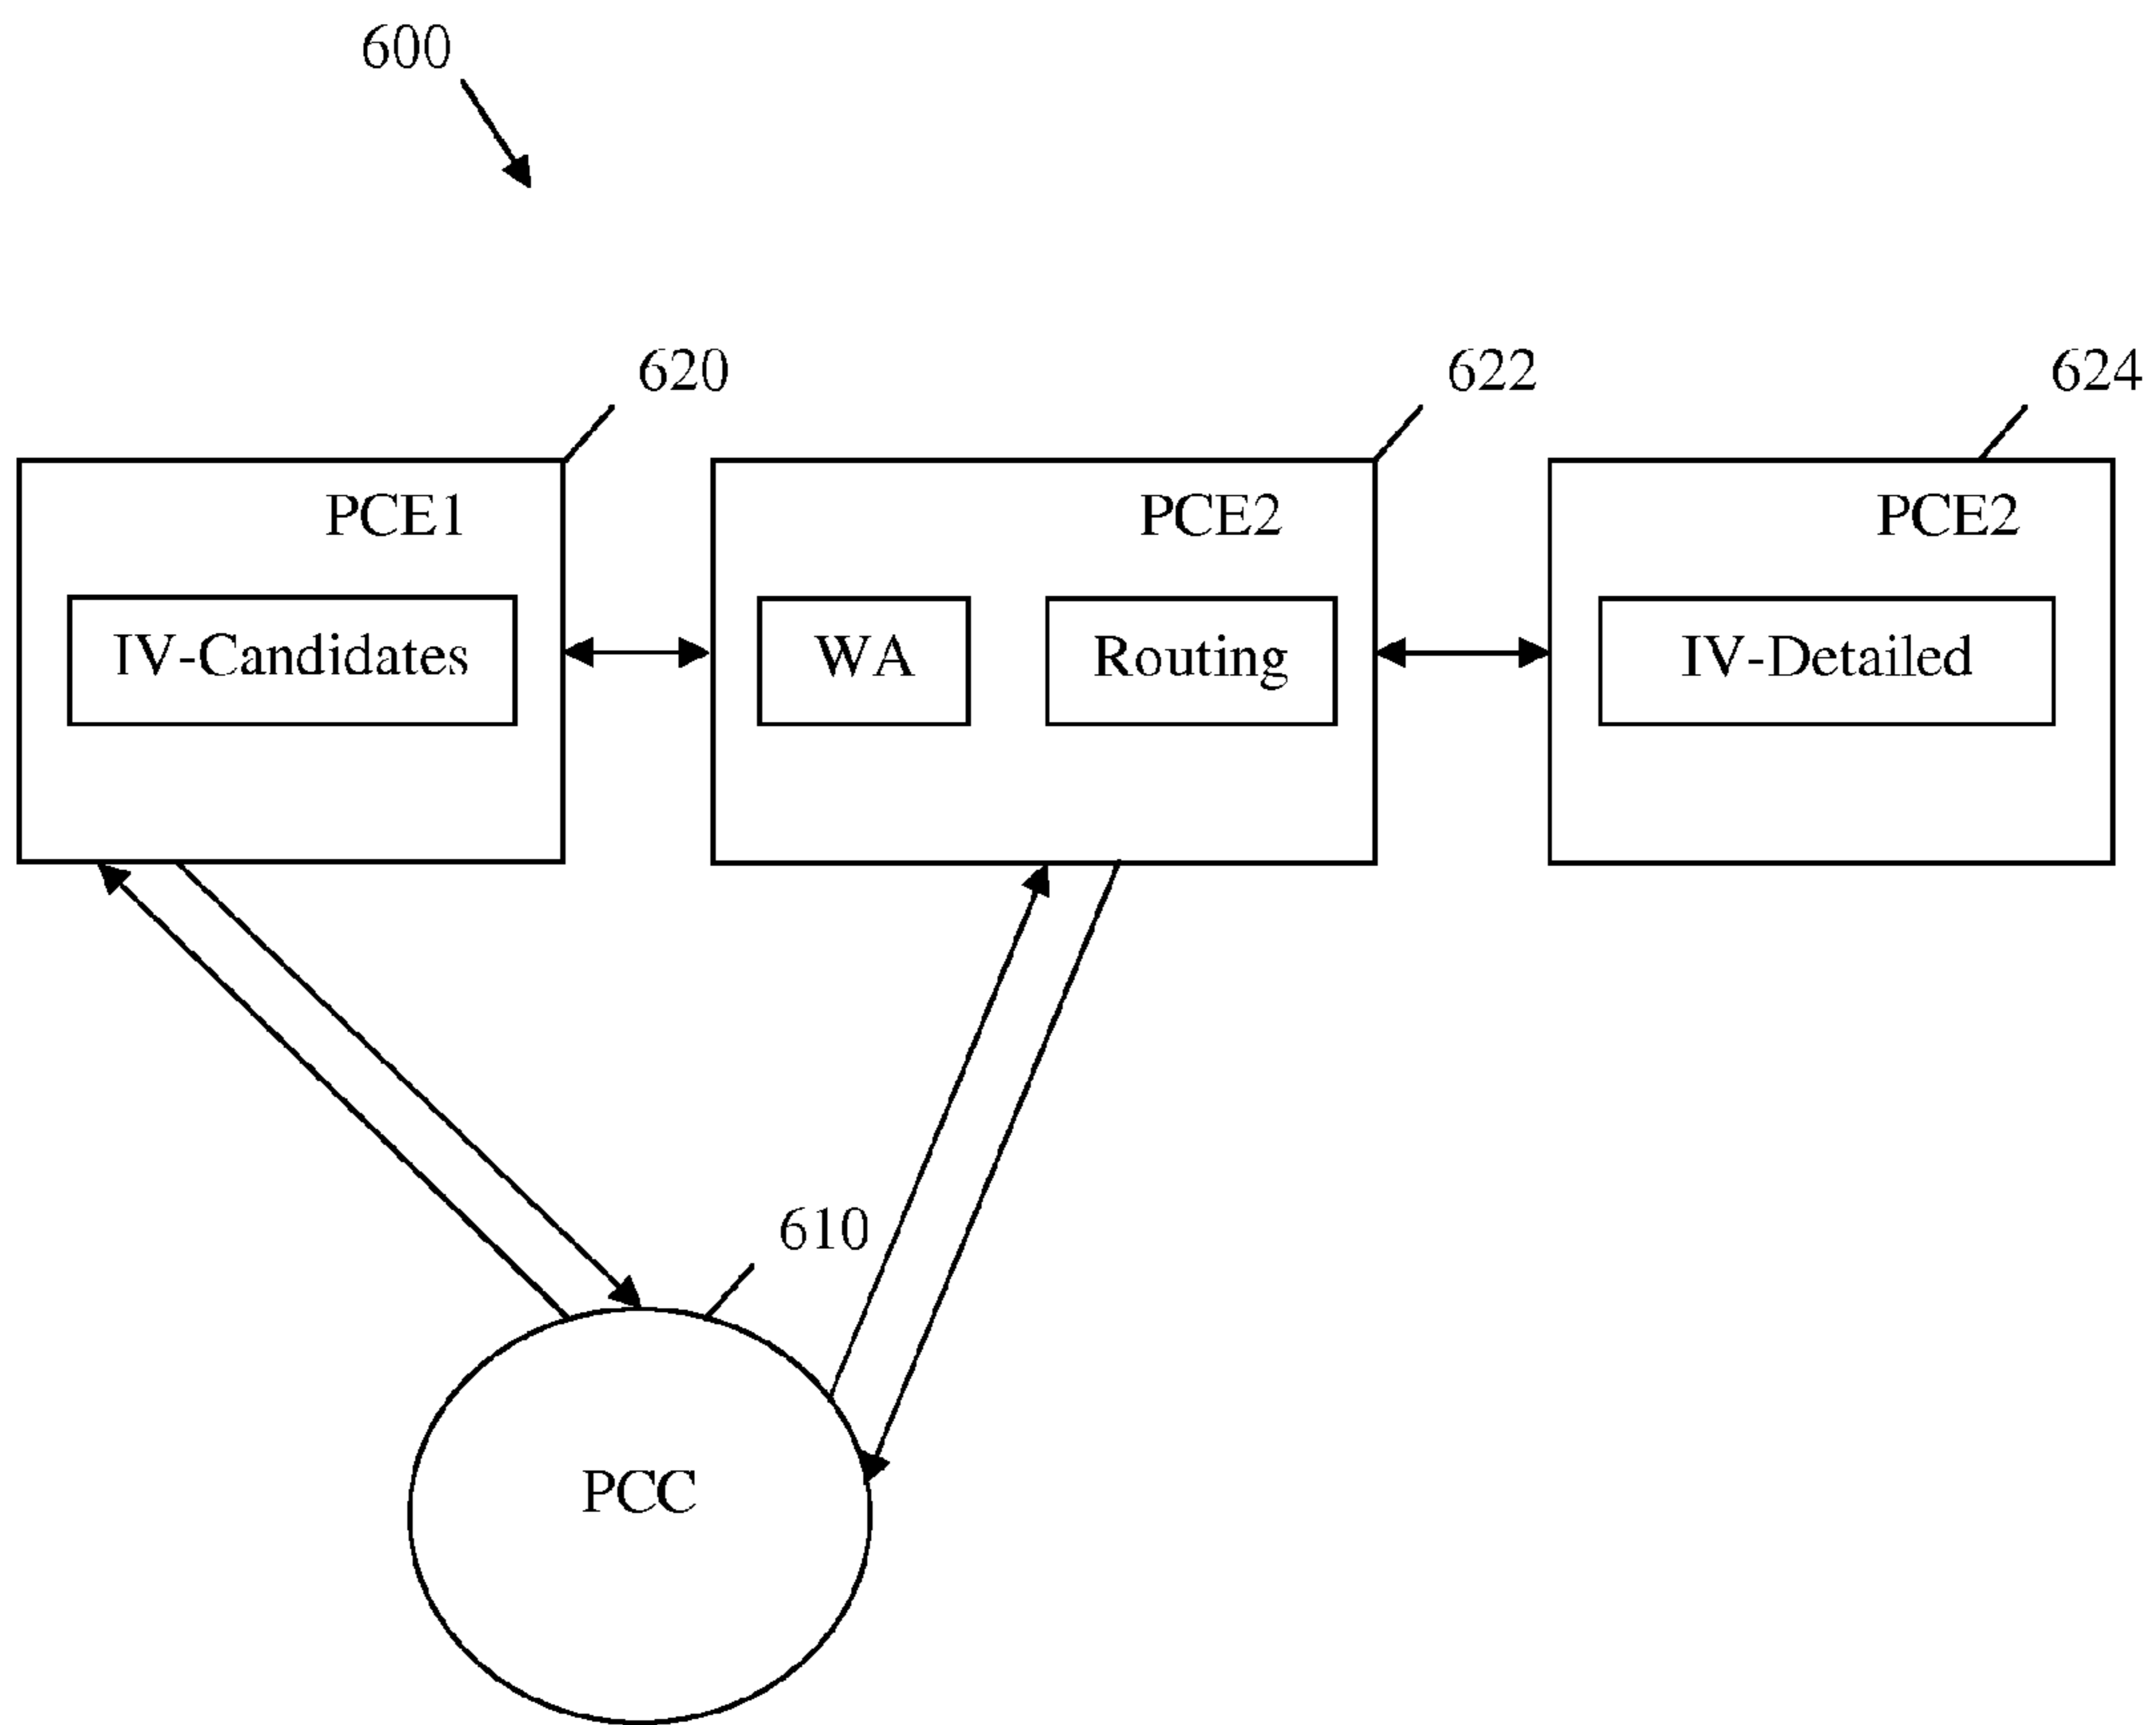 600
620
622
624
PCE1
PCE2
PCE2
IV-Candidates
WA
Routing
IV-Detailed
610
PCC